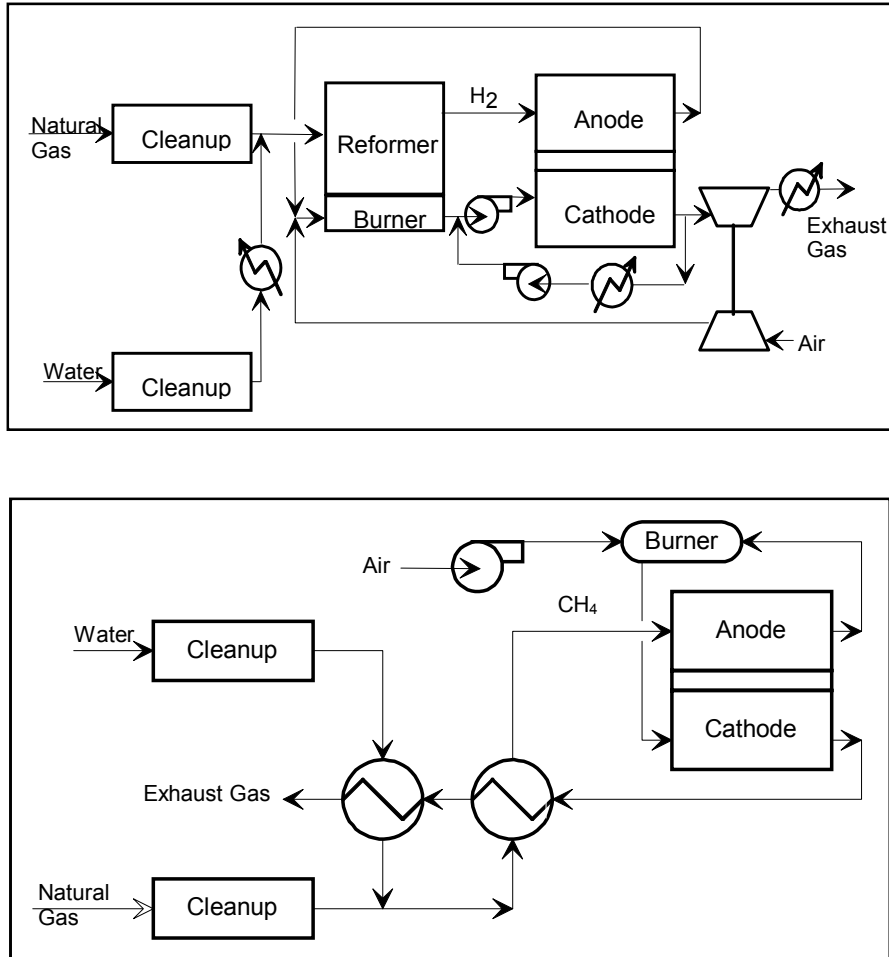 H2
Natural
Gas
Cleanup
Reformer
Anode
Burner
Cathode
Exhaust
Gas
Water
Cleanup
Air
Burner
Air
CH₄
Water
Cleanup
Anode
Cathode
Exhaust Gas
Natural
Gas
Cleanup